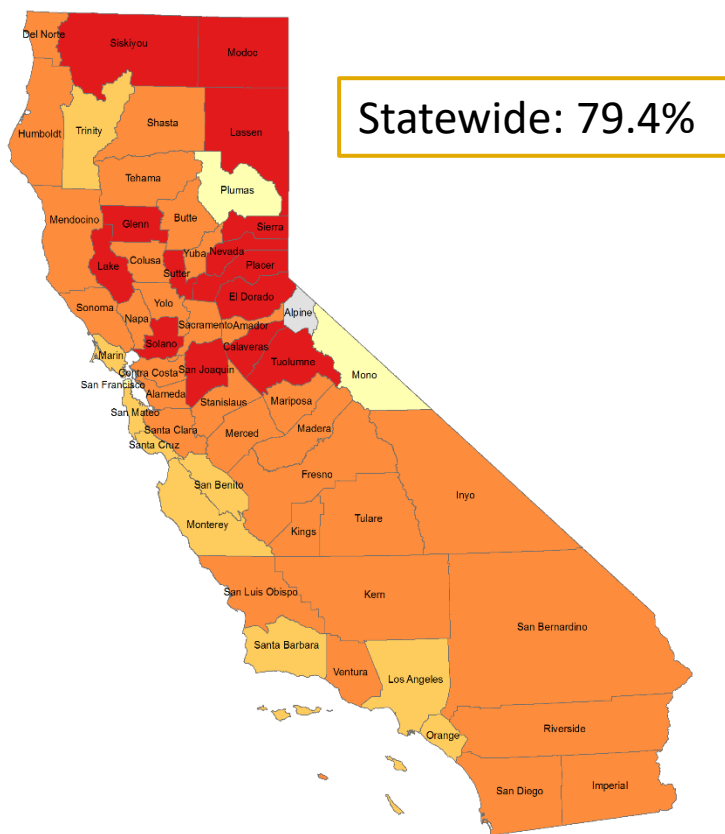 Del Norte
Siskiyou
Modoc
Statewide: 79.4%
Humboldt
Trinity
Shasta
Lassen
Tehama
Plumas
Mendocino
Glenn
Butte
Sierra
Lake
Colusa
Sutter
Yuba
Nevada
Placer
El Dorado
Sonoma
Napa
Yolo
Sacramento
Amador
Alpine
Solano
Marin
Calaveras
Tuolumne
San Joaquin
Contra Costa
Mono
San Francisco
Alameda
Stanislaus
Mariposa
San Mateo
Santa Clara
Merced
Madera
Santa Cruz
San Benito
Fresno
Inyo
Monterey
Kings
Tulare
San Luis Obispo
Kern
San Bernardino
Santa Barbara
Ventura
Los Angeles
Orange
Riverside
San Diego
Imperial